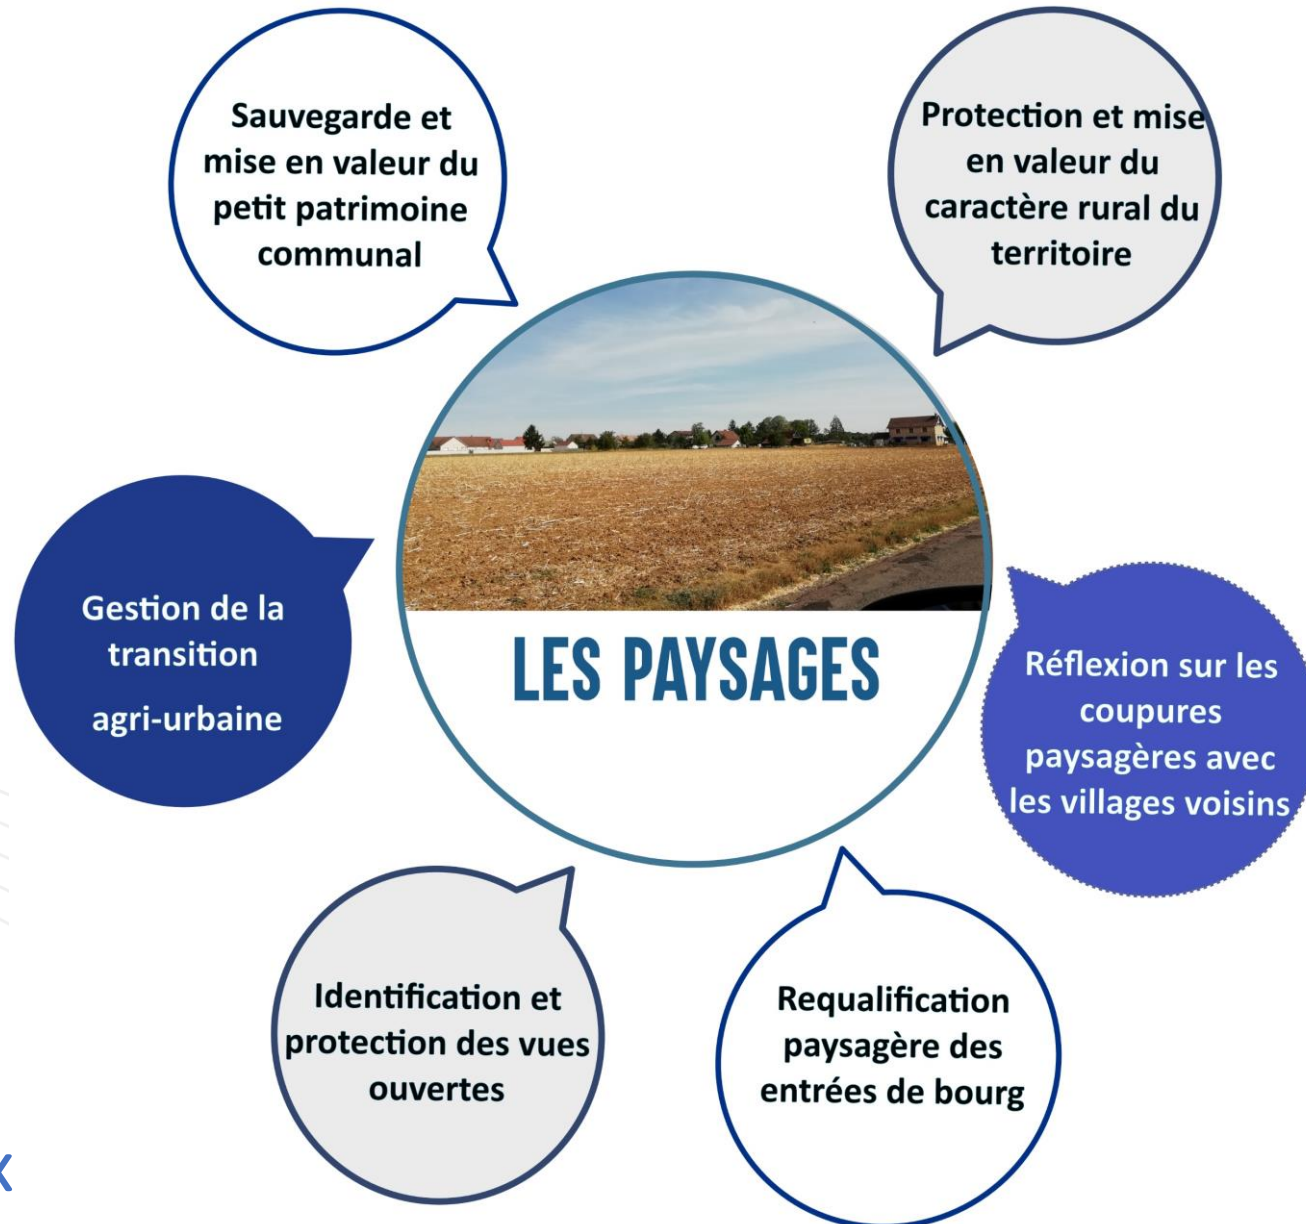 Sauvegarde et
mise en valeur du
petit patrimoine
communal
Protection et mise
en valeur du
caractère rural du
territoire
Gestion de la
transition
agri-urbaine
LES PAYSAGES
Réflexion sur les
coupures
paysagères avec
les villages voisins
Identification et
protection des vues
ouvertes
Requalification
paysagère des
entrées de bourg
x